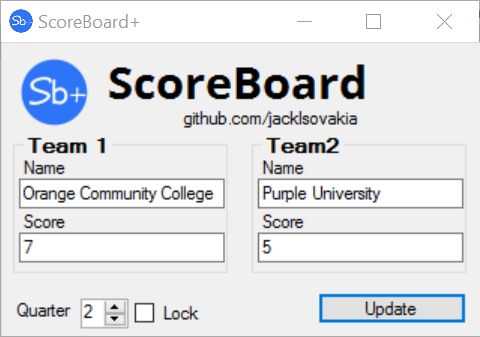 Sb+ ScoreBoard+
Sb+ ScoreBoard
github.com/jacklsovakia
Team 1
Name
Orange Community College
Score
7
Team2
Name
Purple University
Score
5
Quarter 2 Lock Update